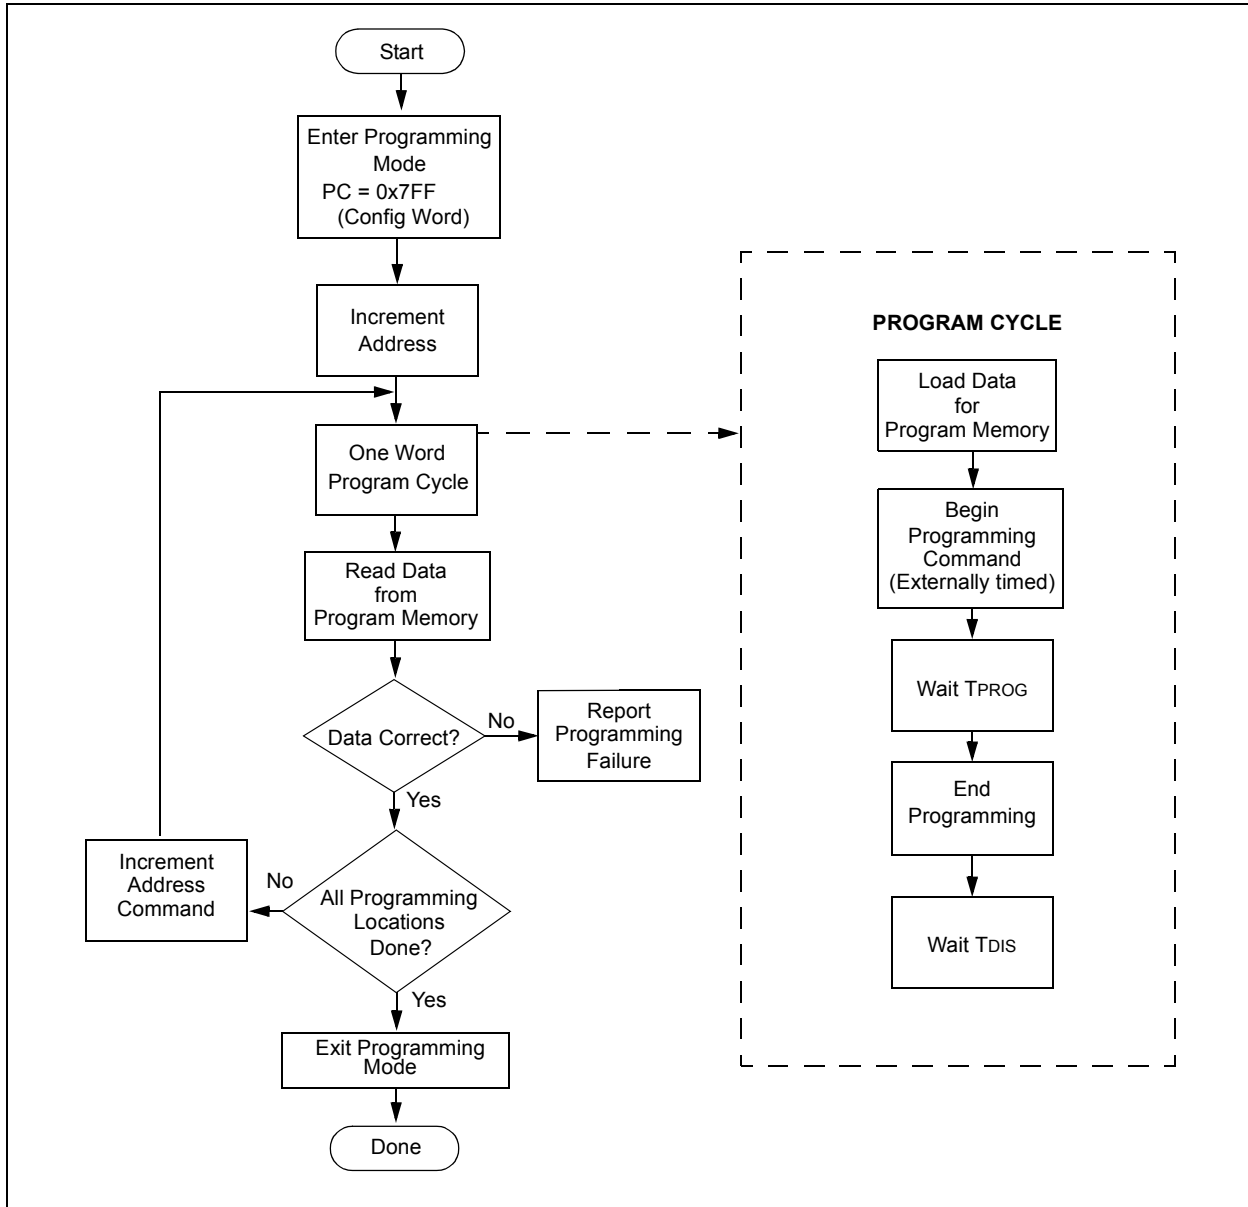 Start
Enter Programming
Mode
PC = 0x7FF
(Config Word)
Increment
Address
One Word
Program Cycle
Read Data
from
Program Memory
Data Correct?
No
Report
Programming
Failure
Yes
All Programming
Locations
Done?
No
Increment
Address
Command
Yes
Exit Programming
Mode
Done
PROGRAM CYCLE
Load Data
for
Program Memory
Begin
Programming
Command
(Externally timed)
Wait TPROG
End
Programming
Wait TDIS